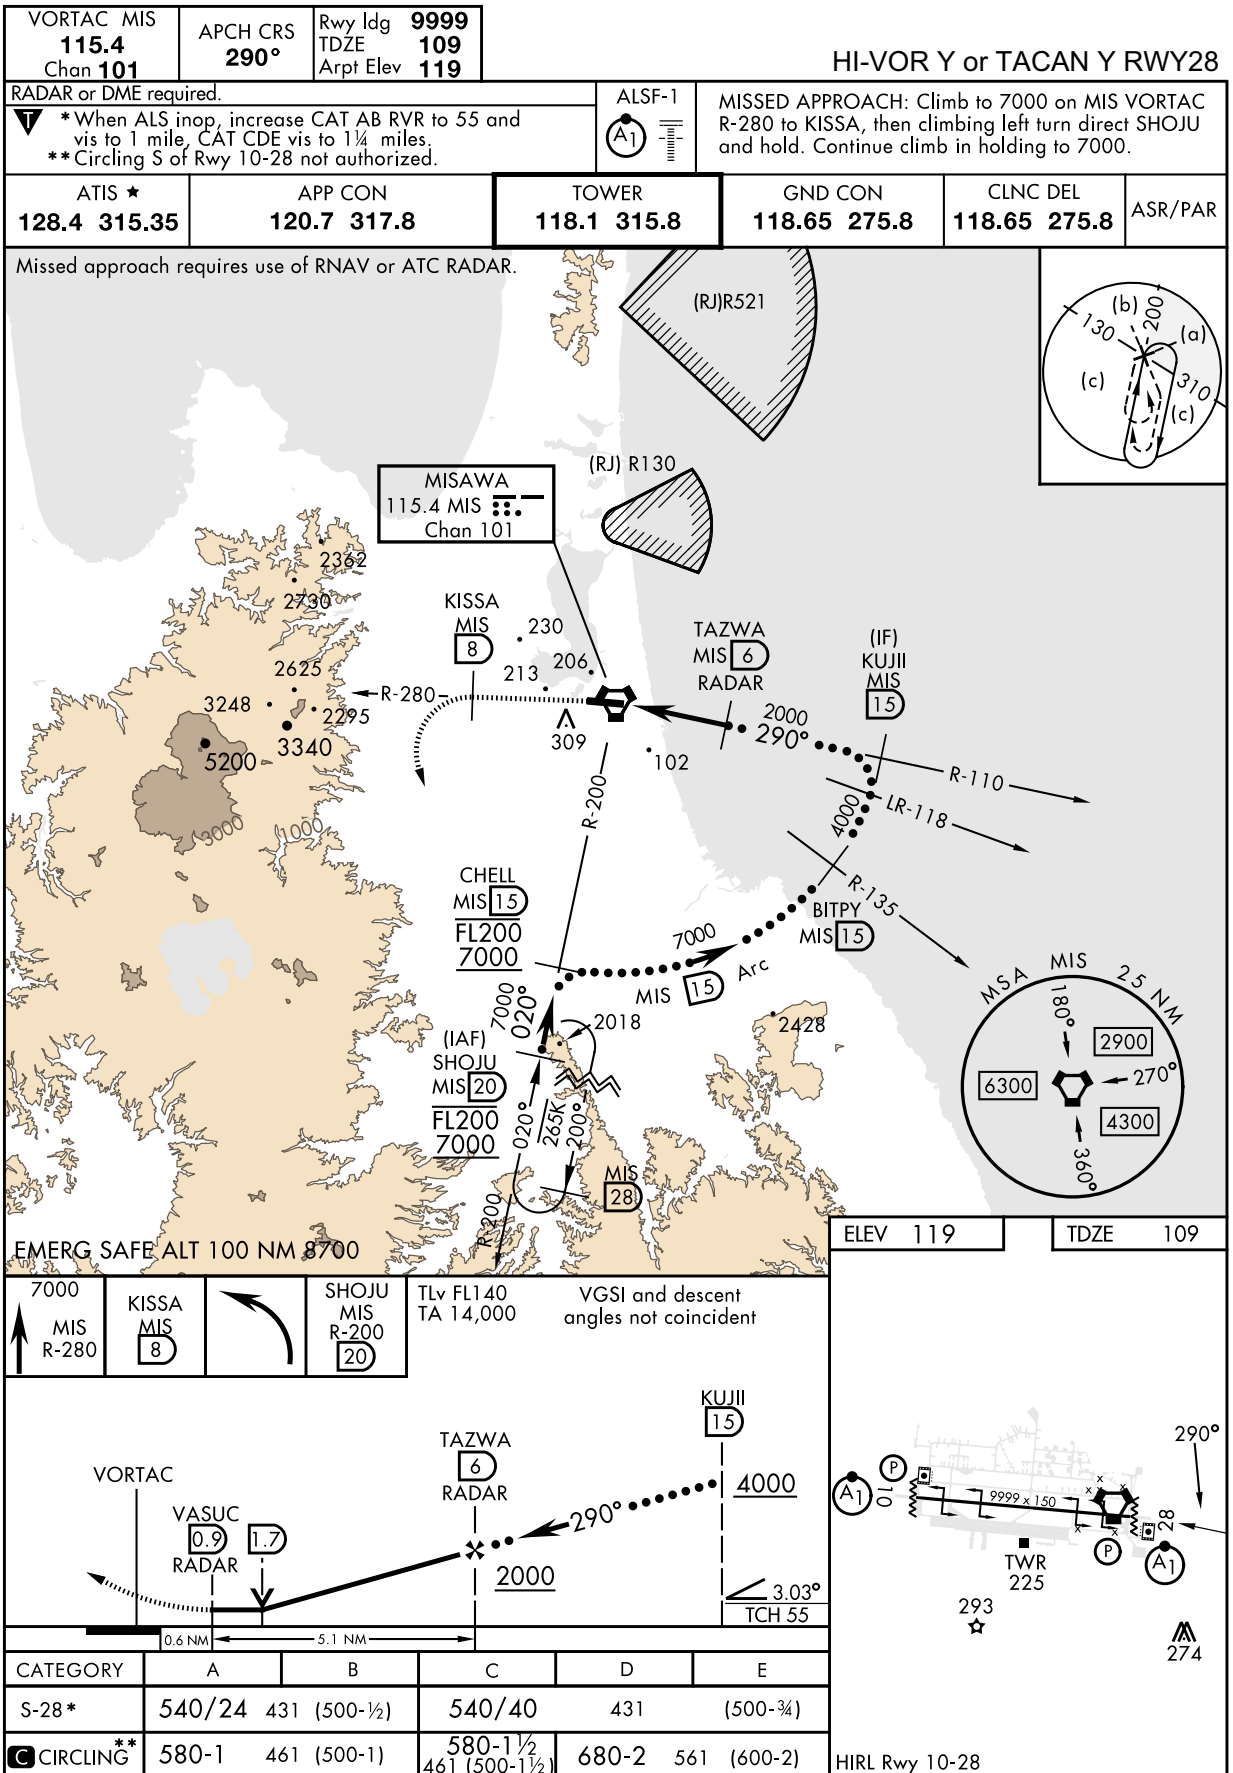 VORTAC MIS
115.4
Chan 101
APCH CRS
290°
Rwy ldg 9999
TDZE 109
Arpt Elev 119
HI-VOR Y or TACAN Y RWY28
RADAR or DME required.
T
* When ALS inop, increase CAT AB RVR to 55 and
vis to 1 mile, CAT CDE vis to 1¼ miles.
** Circling S of Rwy 10-28 not authorized.
ALSF-1
A1
MISSED APPROACH: Climb to 7000 on MIS VORTAC
R-280 to KISSA, then climbing left turn direct SHOJU
and hold. Continue climb in holding to 7000.
ATIS ★
128.4 315.35
APP CON
120.7 317.8
TOWER
118.1 315.8
GND CON
118.65 275.8
CLNC DEL
118.65 275.8
ASR/PAR
Missed approach requires use of RNAV or ATC RADAR.
(RJ)R521
(b)
200
130
(a)
(c)
310
(c)
(RJ) R130
MISAWA
115.4 MIS
Chan 101
2362
2730
KISSA
MIS
8
230
206
213
TAZWA
MIS 6
RADAR
(IF)
KUJII
MIS
15
2625
3248
2295
3340
5200
R-280
309
102
2000
290°
R-110
LR-118
4000
R-200
3000
1000
R-135
CHELL
MIS 15
FL200
7000
BITPY
MIS 15
7000
MIS 15 Arc
7000
020°
2018
2428
(IAF)
SHOJU
MIS 20
FL200
7000
020°
265K
200°
MIS
28
R-200
MSA MIS 25 NM
180°
2900
270°
6300
4300
360°
EMERG SAFE ALT 100 NM 8700
ELEV 119
TDZE 109
7000
MIS
R-280
KISSA
MIS
8
SHOJU
MIS
R-200
20
TLv FL140
TA 14,000
VGSI and descent
angles not coincident
KUJII
15
TAZWA
6
RADAR
VORTAC
VASUC
0.9
RADAR
1.7
290°
4000
2000
3.03°
TCH 55
0.6 NM
5.1 NM
290°
A1
P
10
9999 x 150
28
P
A1
TWR
225
293
274
HIRL Rwy 10-28
CATEGORY A B C D E
S-28 * 540/24 431 (500-½) 540/40 431 (500-¾)
C CIRCLING ** 580-1 461 (500-1) 580-1½ 461 (500-1½) 680-2 561 (600-2)